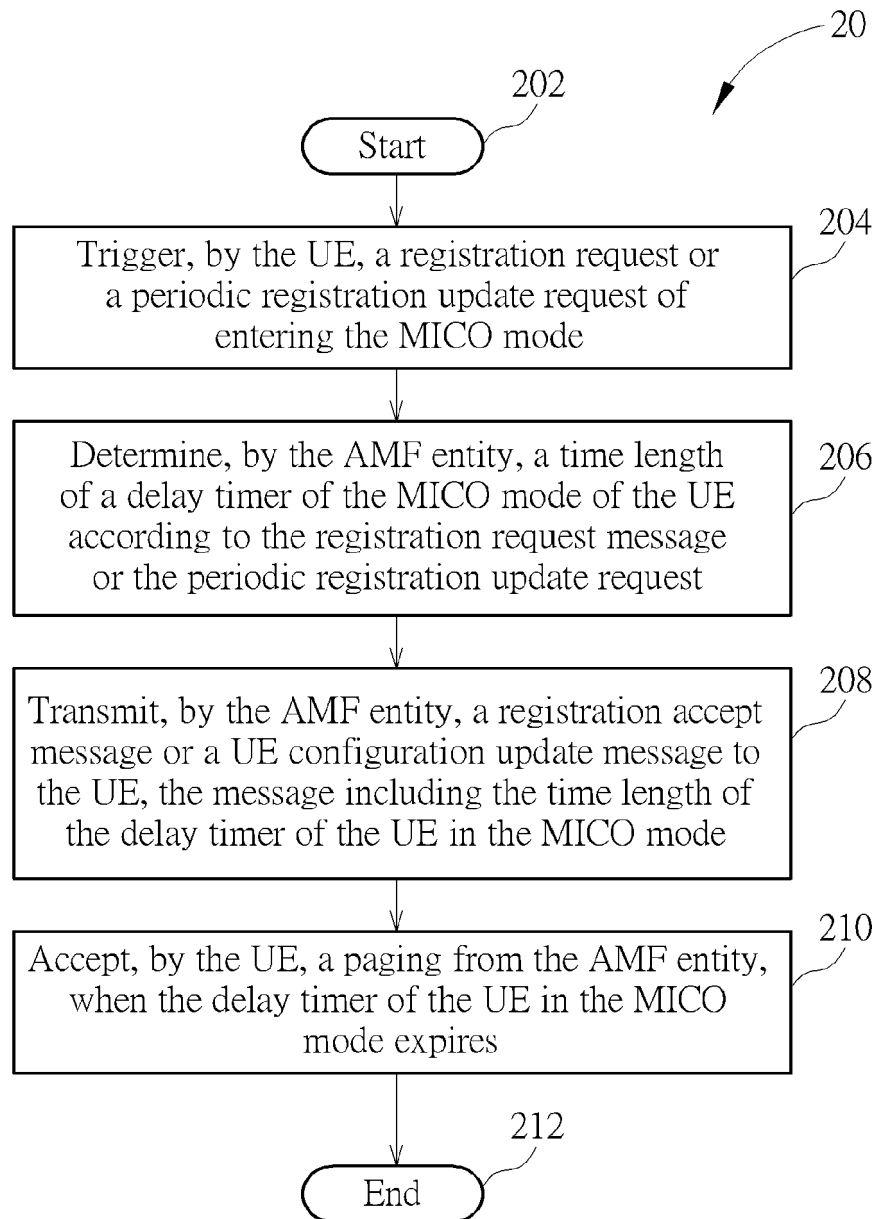 20
202
Start
204
Trigger, by the UE, a registration request or
a periodic registration update request of
entering the MICO mode
206
Determine, by the AMF entity, a time length
of a delay timer of the MICO mode of the UE
according to the registration request message
or the periodic registration update request
208
Transmit, by the AMF entity, a registration accept
message or a UE configuration update message to
the UE, the message including the time length of
the delay timer of the UE in the MICO mode
210
Accept, by the UE, a paging from the AMF entity,
when the delay timer of the UE in the MICO
mode expires
212
End